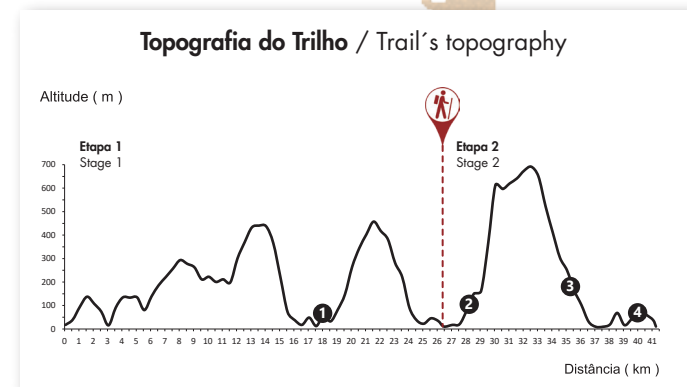 Topografia do Trilho / Trail´s topography
Altitude ( m )
Etapa 1
Stage 1
Etapa 2
Stage 2
700
600
500
400
300
200
100
0
1
2
3
4
0 1 2 3 4 5 6 7 8 9 10 11 12 13 14 15 16 17 18 19 20 21 22 23 24 25 26 27 28 29 30 31 32 33 34 35 36 37 38 39 40 41
Distância ( km )